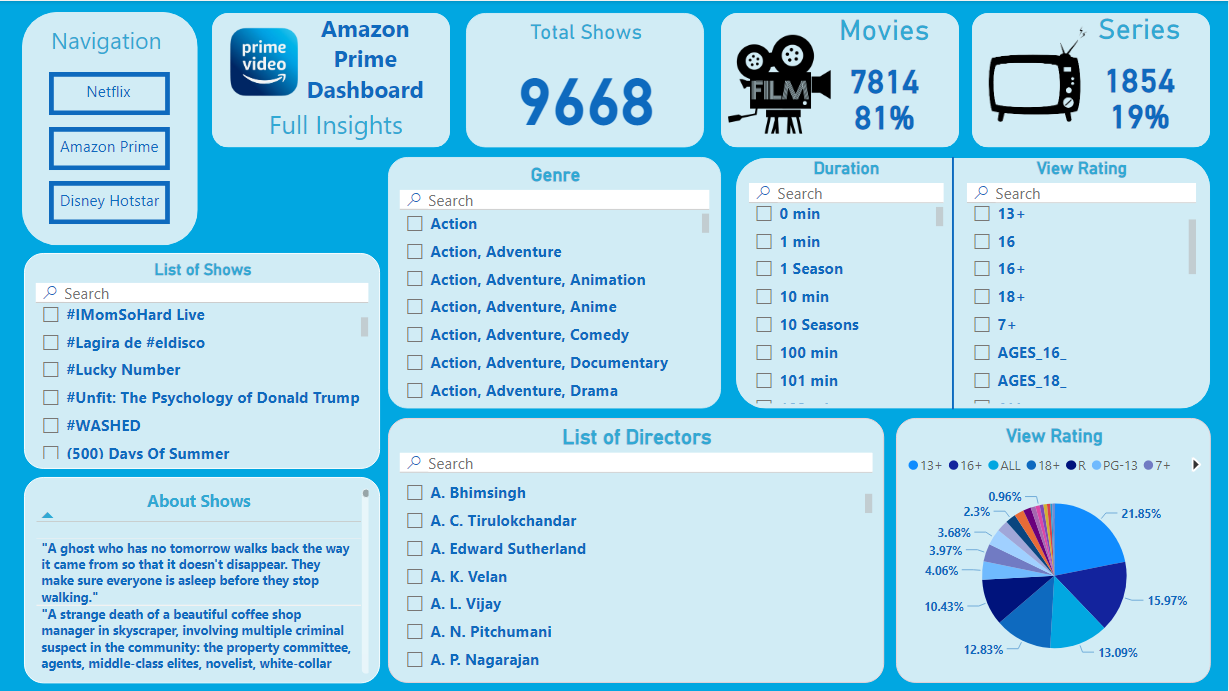 Navigation
Netflix
Amazon Prime
Disney Hotstar
prime
video
Amazon
Prime
Dashboard
Full Insights
Total Shows
9668
Movies
FILM
7814
81%
Series
1854
19%
List of Shows
Search
#IMomSoHard Live
#Lagira de #eldisco
#Lucky Number
#Unfit: The Psychology of Donald Trump
#WASHED
(500) Days Of Summer
Genre
Search
Action
Action, Adventure
Action, Adventure, Animation
Action, Adventure, Anime
Action, Adventure, Comedy
Action, Adventure, Documentary
Action, Adventure, Drama
Duration
Search
0 min
1 min
1 Season
10 min
10 Seasons
100 min
101 min
View Rating
Search
13+
16
16+
18+
7+
AGES_16_
AGES_18_
About Shows
"A ghost who has no tomorrow walks back the way
it came from so that it doesn't disappear. They
make sure everyone is asleep before they stop
walking."
"A strange death of a beautiful coffee shop
manager in skyscraper, involving multiple criminal
suspect in the community: the property committee,
agents, middle-class elites, novelist, white-collar
List of Directors
Search
A. Bhimsingh
A. C. Tirulokchandar
A. Edward Sutherland
A. K. Velan
A. L. Vijay
A. N. Pitchumani
A. P. Nagarajan
View Rating
13+ 16+ ALL 18+ R PG-13 7+
0.96%
2.3%
3.68%
3.97%
4.06%
10.43%
12.83%
13.09%
15.97%
21.85%